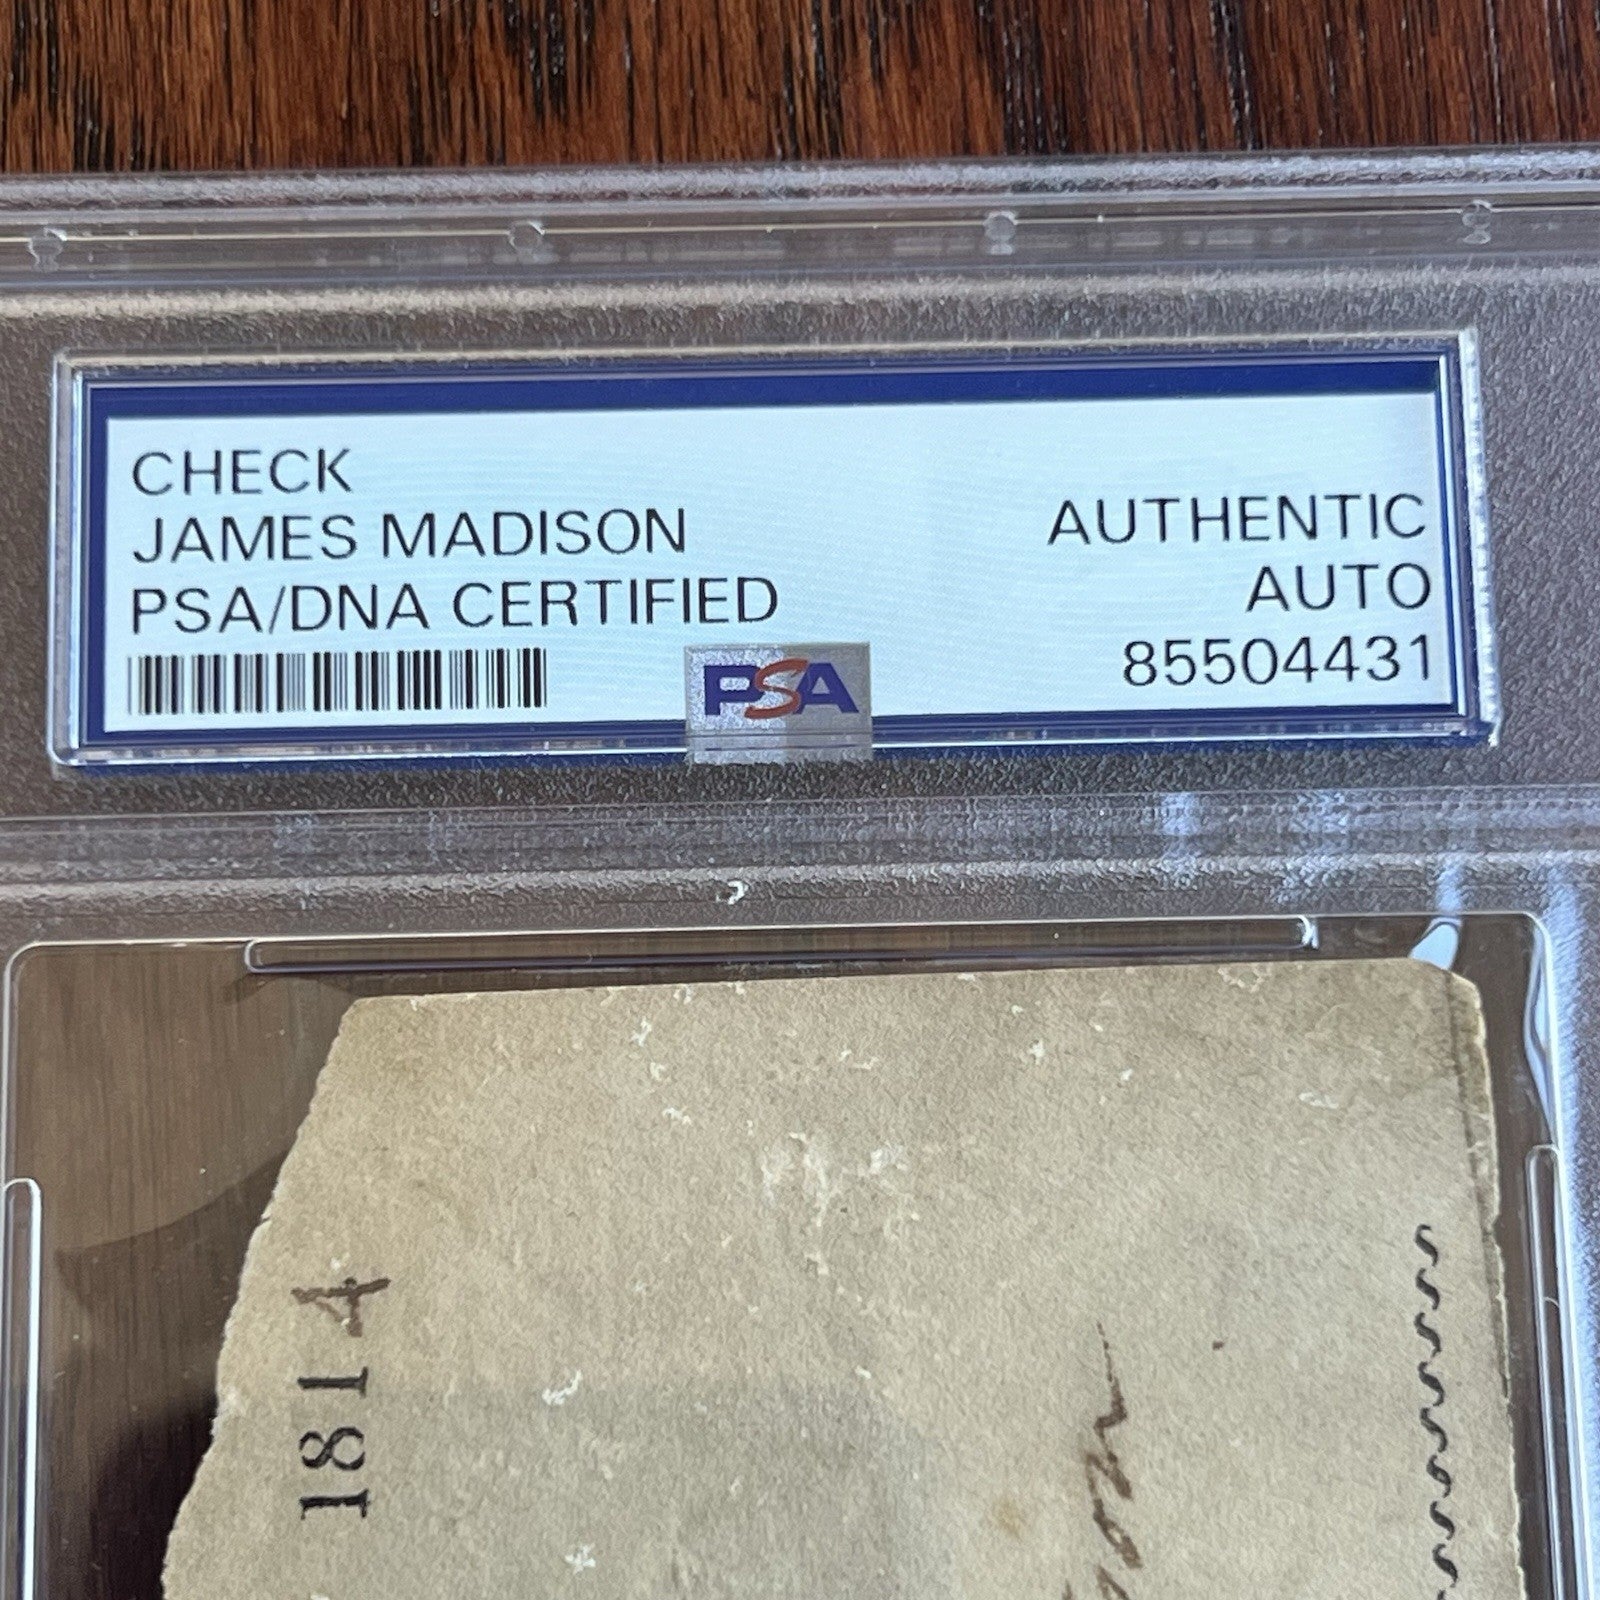 CHECK
JAMES MADISON
PSA/DNA CERTIFIED
AUTHENTIC
AUTO
85504431
PSA
1814